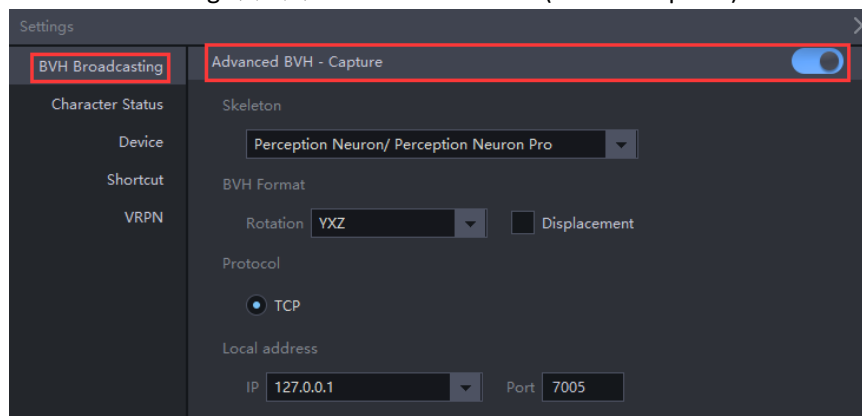 Settings
BVH Broadcasting
Advanced BVH - Capture
Character Status
Skeleton
Device
Perception Neuron/ Perception Neuron Pro
Shortcut
BVH Format
VRPN
Rotation YXZ Displacement
Protocol
TCP
Local address
IP 127.0.0.1 Port 7005